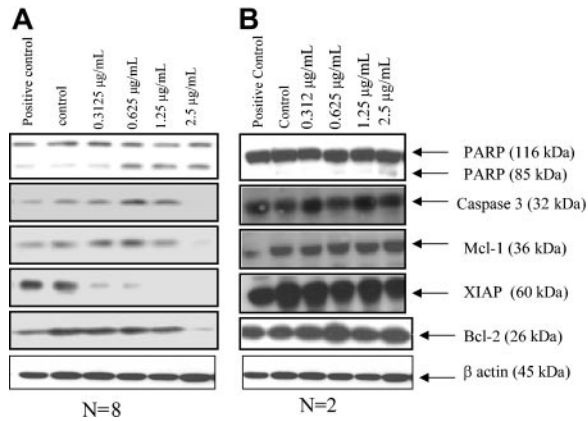 A
B
Positive control
control
0.3125 µg/mL
0.625 µg/mL
1.25 µg/mL
2.5 µg/mL
Positive Control
Control
0.312 µg/mL
0.625 µg/mL
1.25 µg/mL
2.5 µg/mL
PARP (116 kDa)
PARP (85 kDa)
Caspase 3 (32 kDa)
Mcl-1 (36 kDa)
XIAP (60 kDa)
Bcl-2 (26 kDa)
β actin (45 kDa)
N=8
N=2